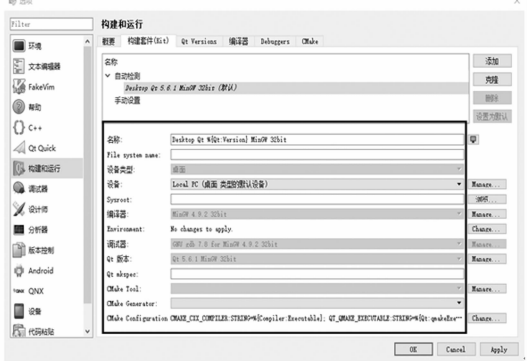 选项
Filter
构建和运行
概要 构建套件(Kit) Qt Versions 编译器 Debuggers CMake
环境
文本编辑器
FakeVim
帮助
C++
Qt Quick
构建和运行
调试器
设计师
分析器
版本控制
Android
QNX
设备
代码粘贴
名称
自动检测
Desktop Qt 5.6.1 MinGW 32bit (默认)
手动设置
添加
克隆
删除
设置为默认
名称: Desktop Qt %{Qt:Version} MinGW 32bit
File system name:
设备类型: 桌面
设备: Local PC (桌面 类型的默认设备) Manage...
Sysroot: 浏览...
编译器: MinGW 4.9.2 32bit Manage...
Environment: No changes to apply. Change...
调试器: GNU gdb 7.8 for MinGW 4.9.2 32bit Manage...
Qt 版本: Qt 5.6.1 MinGW 32bit Manage...
Qt mkspec:
CMake Tool: Manage...
CMake Generator:
CMake Configuration CMAKE_CXX_COMPILER:STRING=%{Compiler:Executable}; QT_QMAKE_EXECUTABLE:STRING=%{Qt:qmakeExe··· Change...
OK Cancel Apply